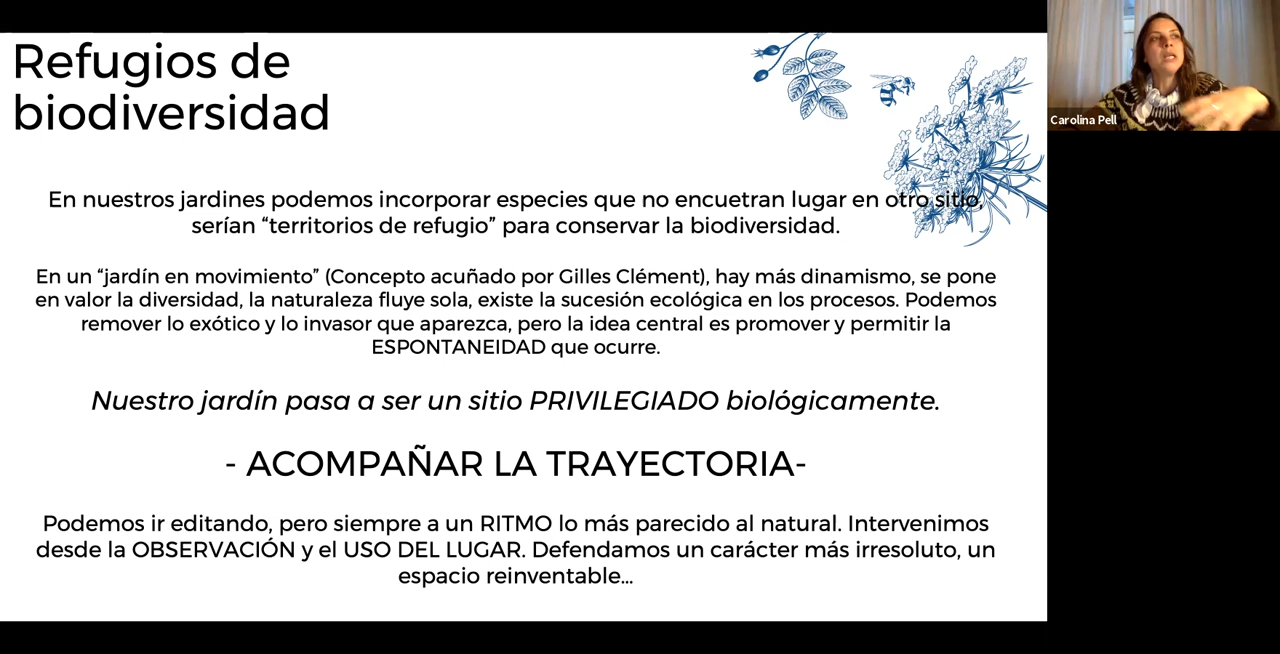 Refugios de
biodiversidad
En nuestros jardines podemos incorporar especies que no encuetran lugar en otro sitio,
serían “territorios de refugio” para conservar la biodiversidad.
En un “jardín en movimiento” (Concepto acuñado por Gilles Clément), hay más dinamismo, se pone
en valor la diversidad, la naturaleza fluye sola, existe la sucesión ecológica en los procesos. Podemos
remover lo exótico y lo invasor que aparezca, pero la idea central es promover y permitir la
ESPONTANEIDAD que ocurre.
Nuestro jardín pasa a ser un sitio PRIVILEGIADO biológicamente.
- ACOMPAÑAR LA TRAYECTORIA-
Podemos ir editando, pero siempre a un RITMO lo más parecido al natural. Intervenimos
desde la OBSERVACIÓN y el USO DEL LUGAR. Defendamos un carácter más irresoluto, un
espacio reinventable...
Carolina Pell